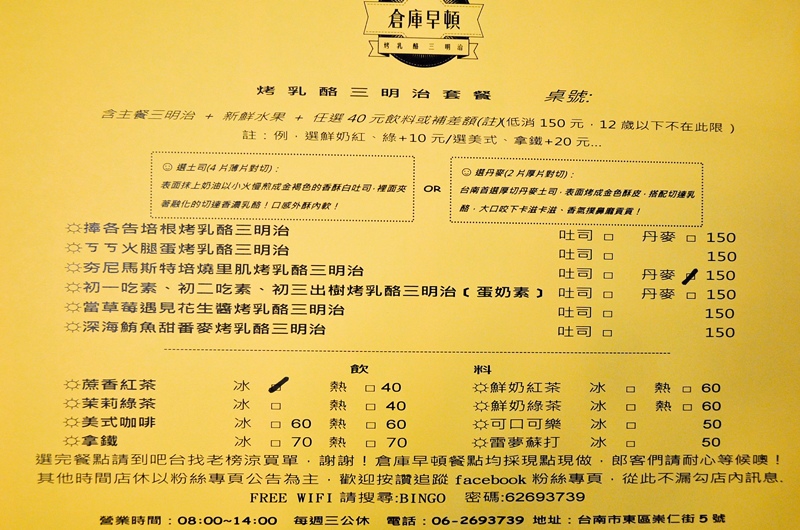 倉庫早頓
烤乳酪三明治
烤乳酪三明治套餐 桌號:
含主餐三明治 + 新鮮水果 + 任選40元飲料或補差額(註)(低消150元，12歲以下不在此限)
註：例，選鮮奶紅、綠+10元/選美式、拿鐵+20元...
☺選土司(4片薄片對切)：
表面抹上奶油以小火慢煎成金褐色的香酥白吐司，裡面夾
著融化的切達香濃乳酪！口感外酥內軟！
OR
☺選丹麥(2片厚片對切)：
台南首選厚切丹麥土司，表面烤成金色酥皮，搭配切達乳
酪，大口咬下卡滋卡滋、香氣撲鼻廳賣賣！
☼捧各告培根烤乳酪三明治 吐司 □ 丹麥 □ 150
☼ㄎㄎ火腿蛋烤乳酪三明治 吐司 □ 150
☼夯尼馬斯特培燒里肌烤乳酪三明治 吐司 □ 丹麥 □ 150
☼初一吃素、初二吃素、初三出樹烤乳酪三明治﹝蛋奶素﹞ 吐司 □ 丹麥 □ 150
☼當草莓遇見花生醬烤乳酪三明治 吐司 □ 150
☼深海鮪魚甜番麥烤乳酪三明治 吐司 □ 150
飲 料
☼蔗香紅茶 冰 □ 熱 □ 40 ☼鮮奶紅茶 冰 □ 熱 □ 60
☼茉莉綠茶 冰 □ 熱 □ 40 ☼鮮奶綠茶 冰 □ 熱 □ 60
☼美式咖啡 冰 □ 60 熱 □ 60 ☼可口可樂 冰 □ 50
☼拿鐵 冰 □ 70 熱 □ 70 ☼雷夢蘇打 冰 □ 50
選完餐點請到吧台找老榜涼買單，謝謝！倉庫早頓餐點均採現點現做，郎客們請耐心等候噢！
其他時間店休以粉絲專頁公告為主，歡迎按讚追蹤 facebook 粉絲專頁，從此不漏勾店內訊息.
FREE WIFI 請搜尋:BINGO 密碼:62693739
營業時間：08:00~14:00 每週三公休 電話：06-2693739 地址：台南市東區崇仁街5號